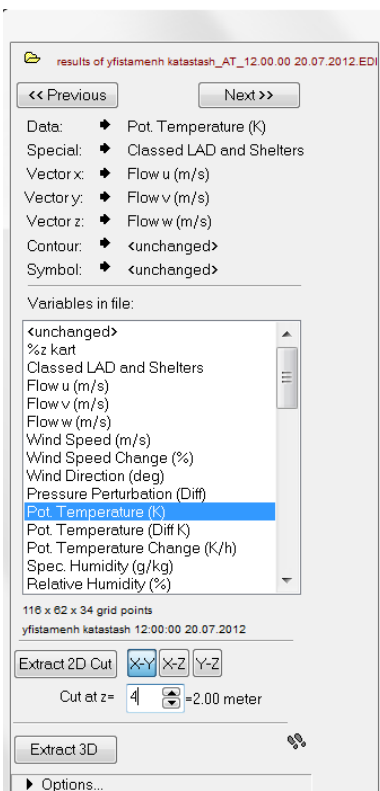 results of yfistamenh katastash_AT_12.00.00 20.07.2012.EDI
<< Previous Next >>
Data: Pot. Temperature (K)
Special: Classed LAD and Shelters
Vector x: Flow u (m/s)
Vector y: Flow v (m/s)
Vector z: Flow w (m/s)
Contour: <unchanged>
Symbol: <unchanged>
Variables in file:
<unchanged>
%z kart
Classed LAD and Shelters
Flow u (m/s)
Flow v (m/s)
Flow w (m/s)
Wind Speed (m/s)
Wind Speed Change (%)
Wind Direction (deg)
Pressure Perturbation (Diff)
Pot. Temperature (K)
Pot. Temperature (Diff K)
Pot. Temperature Change (K/h)
Spec. Humidity (g/kg)
Relative Humidity (%)
116 x 62 x 34 grid points
yfistamenh katastash 12:00:00 20.07.2012
Extract 2D Cut X-Y X-Z Y-Z
Cut at z= 4 =2.00 meter
Extract 3D
Options...